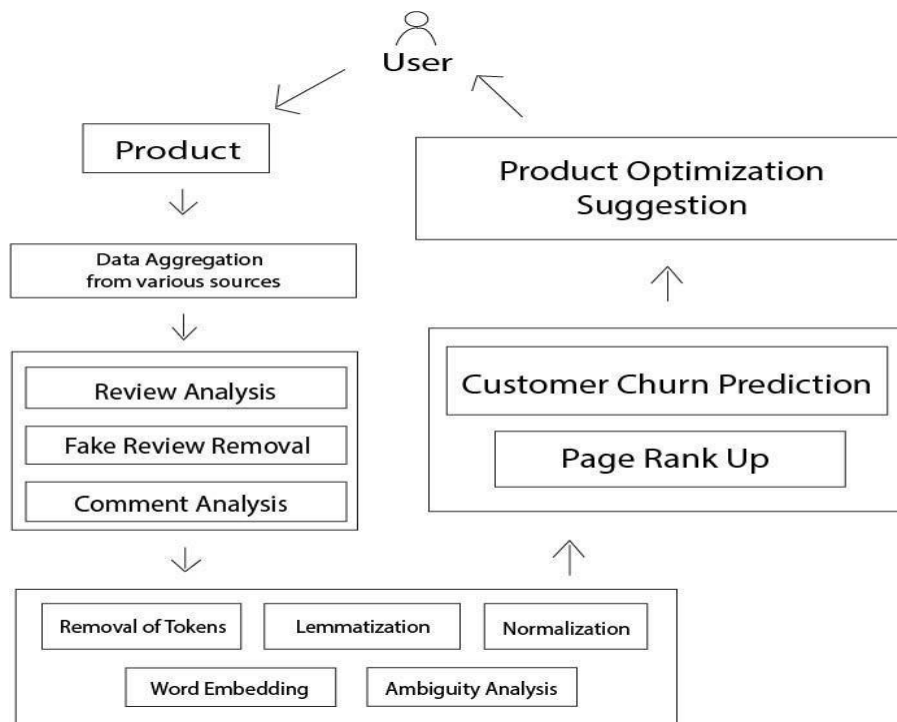 User
Product
Data Aggregation
from various sources
Review Analysis
Fake Review Removal
Comment Analysis
Removal of Tokens
Lemmatization
Normalization
Word Embedding
Ambiguity Analysis
Customer Churn Prediction
Page Rank Up
Product Optimization
Suggestion